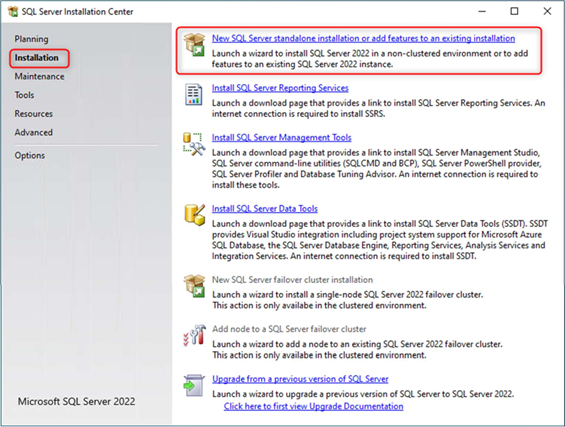 SQL Server Installation Center
Planning
Installation
Maintenance
Tools
Resources
Advanced
Options
Microsoft SQL Server 2022
New SQL Server standalone installation or add features to an existing installation
Launch a wizard to install SQL Server 2022 in a non-clustered environment or to add
features to an existing SQL Server 2022 instance.
Install SQL Server Reporting Services
Launch a download page that provides a link to install SQL Server Reporting Services. An
internet connection is required to install SSRS.
Install SQL Server Management Tools
Launch a download page that provides a link to install SQL Server Management Studio,
SQL Server command-line utilities (SQLCMD and BCP), SQL Server PowerShell provider,
SQL Server Profiler and Database Tuning Advisor. An internet connection is required to
install these tools.
Install SQL Server Data Tools
Launch a download page that provides a link to install SQL Server Data Tools (SSDT). SSDT
provides Visual Studio integration including project system support for Microsoft Azure
SQL Database, the SQL Server Database Engine, Reporting Services, Analysis Services and
Integration Services. An internet connection is required to install SSDT.
New SQL Server failover cluster installation
Launch a wizard to install a single-node SQL Server 2022 failover cluster.
This action is only availabe in the clustered environment.
Add node to a SQL Server failover cluster
Launch a wizard to add a node to an existing SQL Server 2022 failover cluster.
This action is only availabe in the clustered environment.
Upgrade from a previous version of SQL Server
Launch a wizard to upgrade a previous version of SQL Server to SQL Server 2022.
Click here to first view Upgrade Documentation